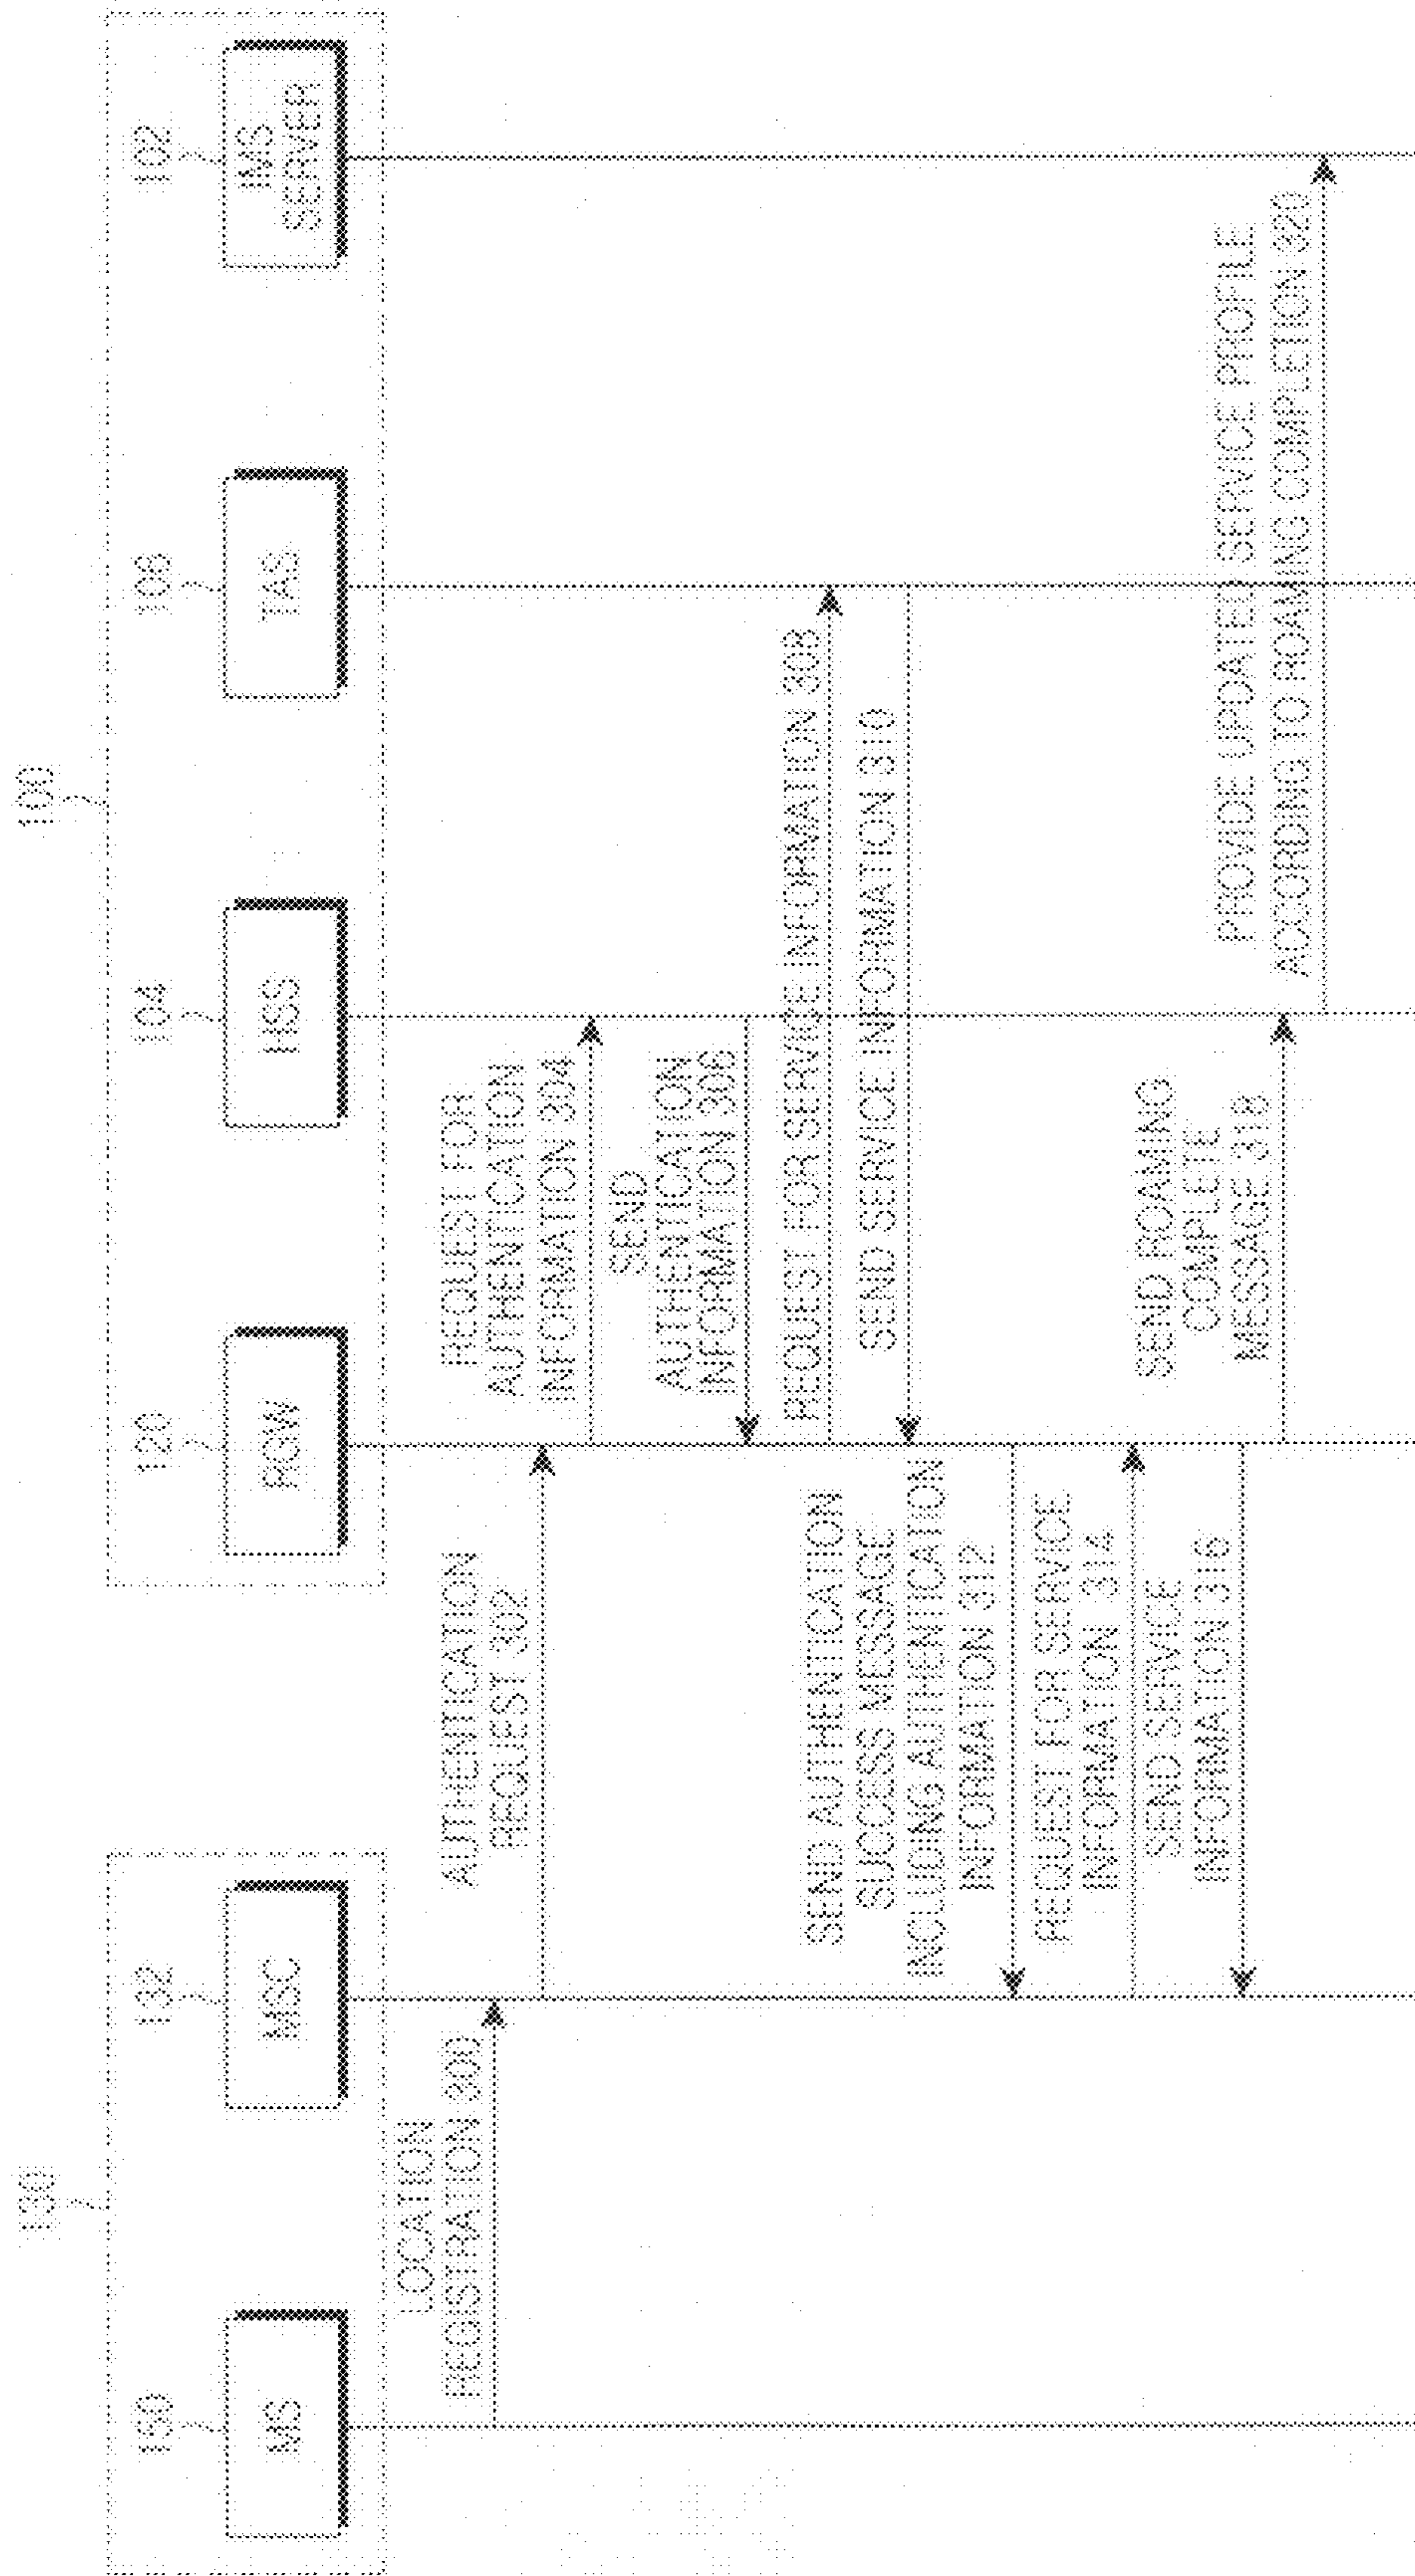 130
100
150
132
120
104
106
102
MS
MSC
RGW
HSS
TAS
IMS
SERVER
LOCATION
REGISTRATION 300
AUTHENTICATION
REQUEST 302
REQUEST FOR
AUTHENTICATION
INFORMATION 304
SEND
AUTHENTICATION
INFORMATION 306
REQUEST FOR SERVICE INFORMATION 308
SEND SERVICE INFORMATION 310
SEND AUTHENTICATION
SUCCESS MESSAGE
INCLUDING AUTHENTICATION
INFORMATION 312
REQUEST FOR SERVICE
INFORMATION 314
SEND SERVICE
INFORMATION 316
SEND ROAMING
COMPLETE
MESSAGE 318
PROVIDE UPDATED SERVICE PROFILE
ACCORDING TO ROAMING COMPLETION 320